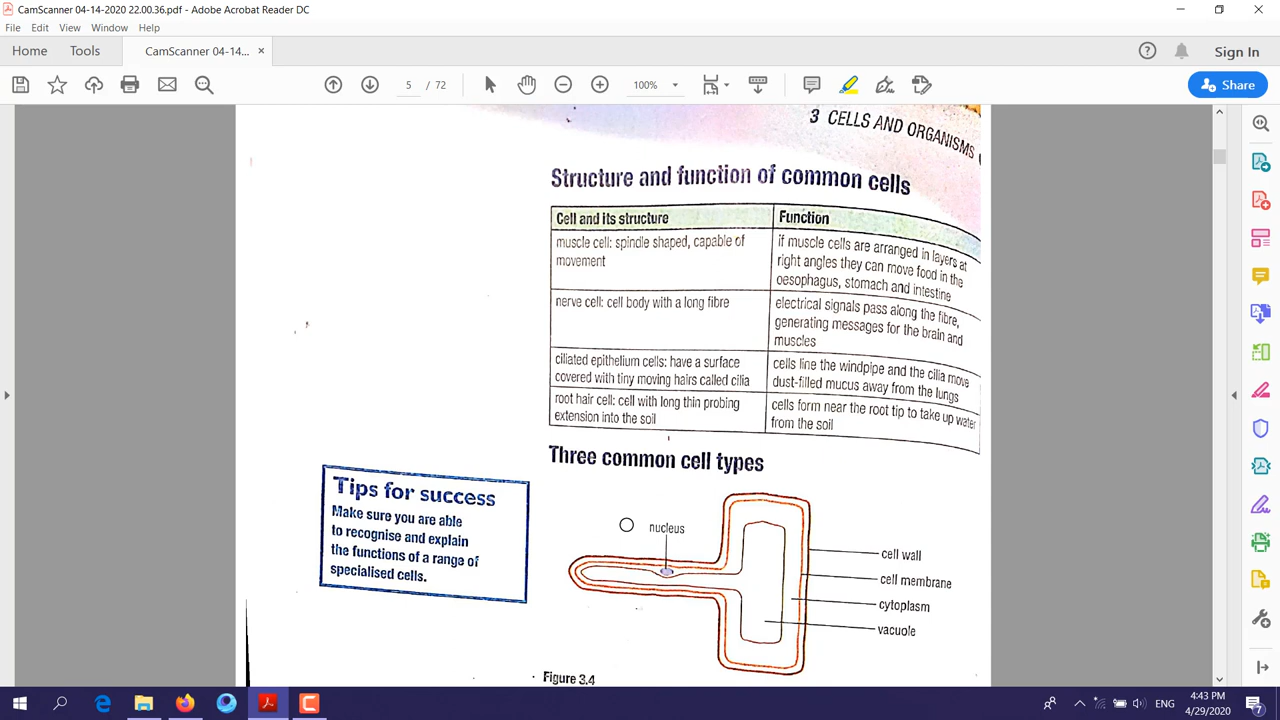 CamScanner 04-14-2020 22.00.36.pdf - Adobe Acrobat Reader DC
File Edit View Window Help
Home Tools CamScanner 04-14... × Sign In
5 / 72 100% Share
3 CELLS AND ORGANISMS
Structure and function of common cells
Cell and its structure Function
muscle cell: spindle shaped, capable of
movement
if muscle cells are arranged in layers at
right angles they can move food in the
oesophagus, stomach and intestine
nerve cell: cell body with a long fibre
electrical signals pass along the fibre,
generating messages for the brain and
muscles
ciliated epithelium cells: have a surface
covered with tiny moving hairs called cilia
cells line the windpipe and the cilia move
dust-filled mucus away from the lungs
root hair cell: cell with long thin probing
extension into the soil
cells form near the root tip to take up water
from the soil
Three common cell types
Tips for success
Make sure you are able
to recognise and explain
the functions of a range of
specialised cells.
nucleus
cell wall
cell membrane
cytoplasm
vacuole
Figure 3.4
ENG
4:43 PM
4/29/2020
7